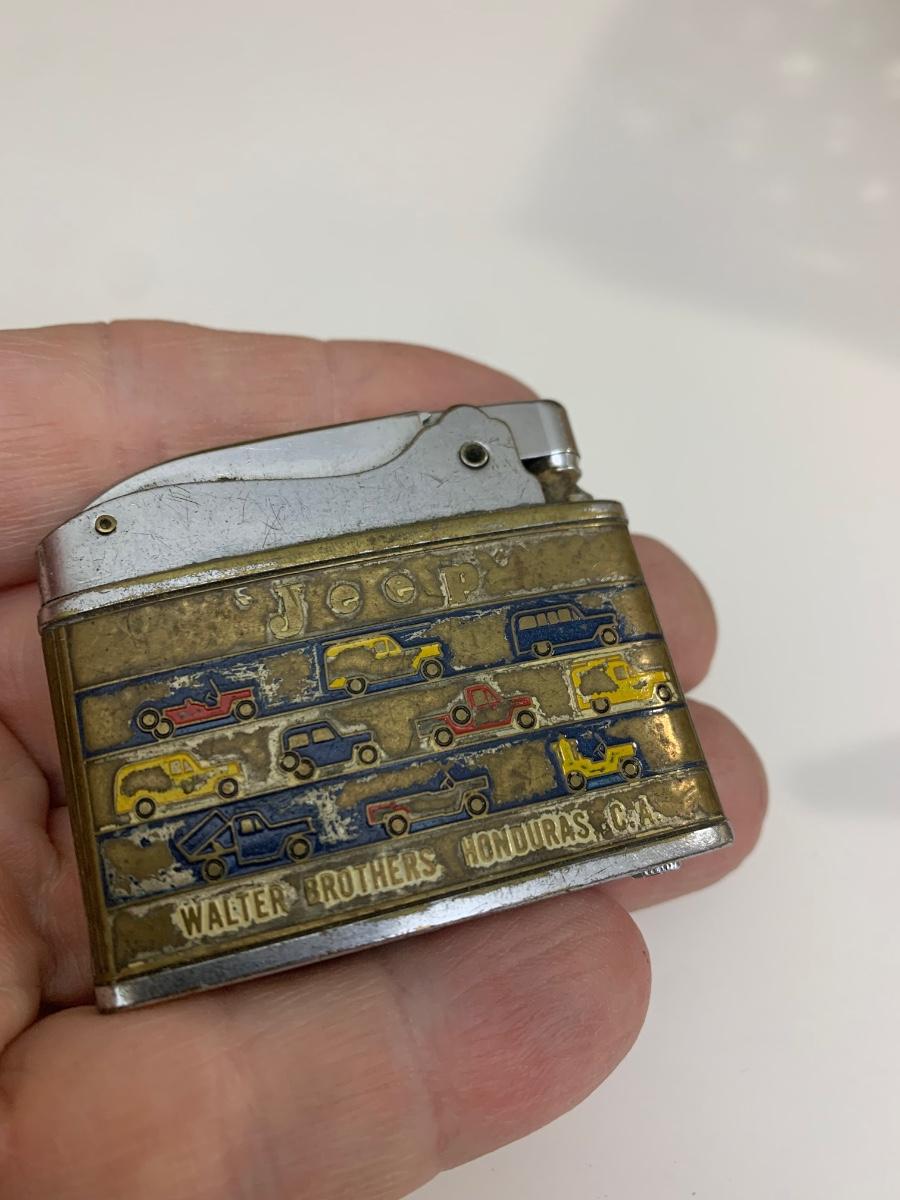 'Jeep'
WALTER BROTHERS HONDURAS, C.A.